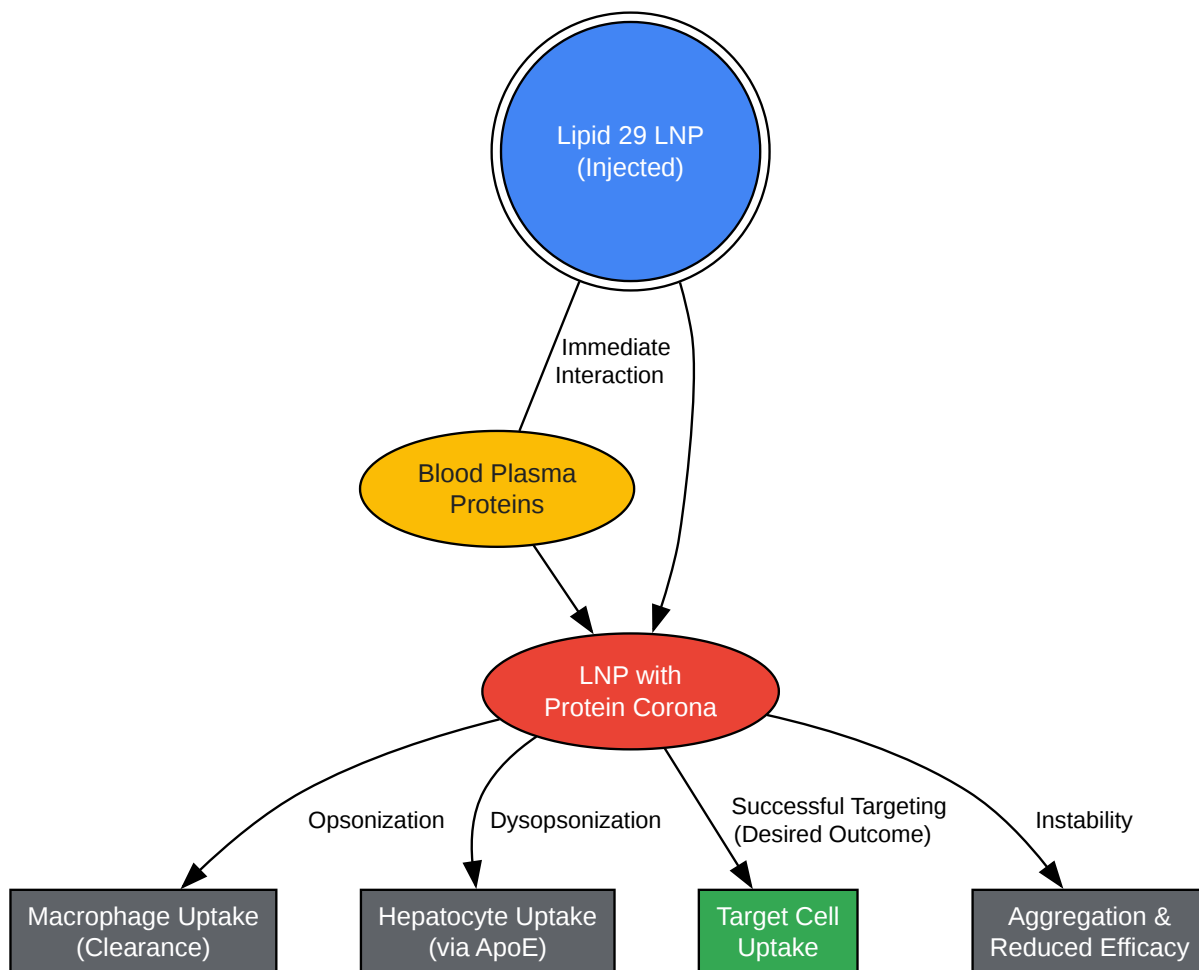 Lipid 29 LNP
(Injected)
Immediate
Interaction
Blood Plasma
Proteins
LNP with
Protein Corona
Opsonization
Dysopsonization
Successful Targeting
(Desired Outcome)
Instability
Macrophage Uptake
(Clearance)
Hepatocyte Uptake
(via ApoE)
Target Cell
Uptake
Aggregation &
Reduced Efficacy